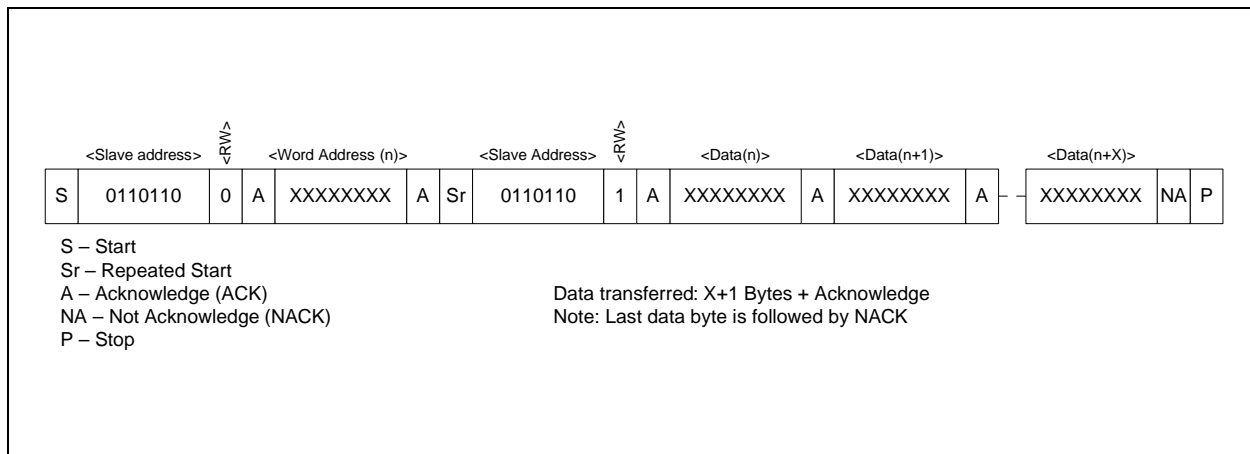 <Slave address> <RW> <Word Address (n)> <Slave Address> <RW> <Data(n)> <Data(n+1)> <Data(n+X)>
S 0110110 0 A XXXXXXXX A Sr 0110110 1 A XXXXXXXX A XXXXXXXX A XXXXXXXX NA P
S – Start
Sr – Repeated Start
A – Acknowledge (ACK)
NA – Not Acknowledge (NACK)
P – Stop
Data transferred: X+1 Bytes + Acknowledge
Note: Last data byte is followed by NACK